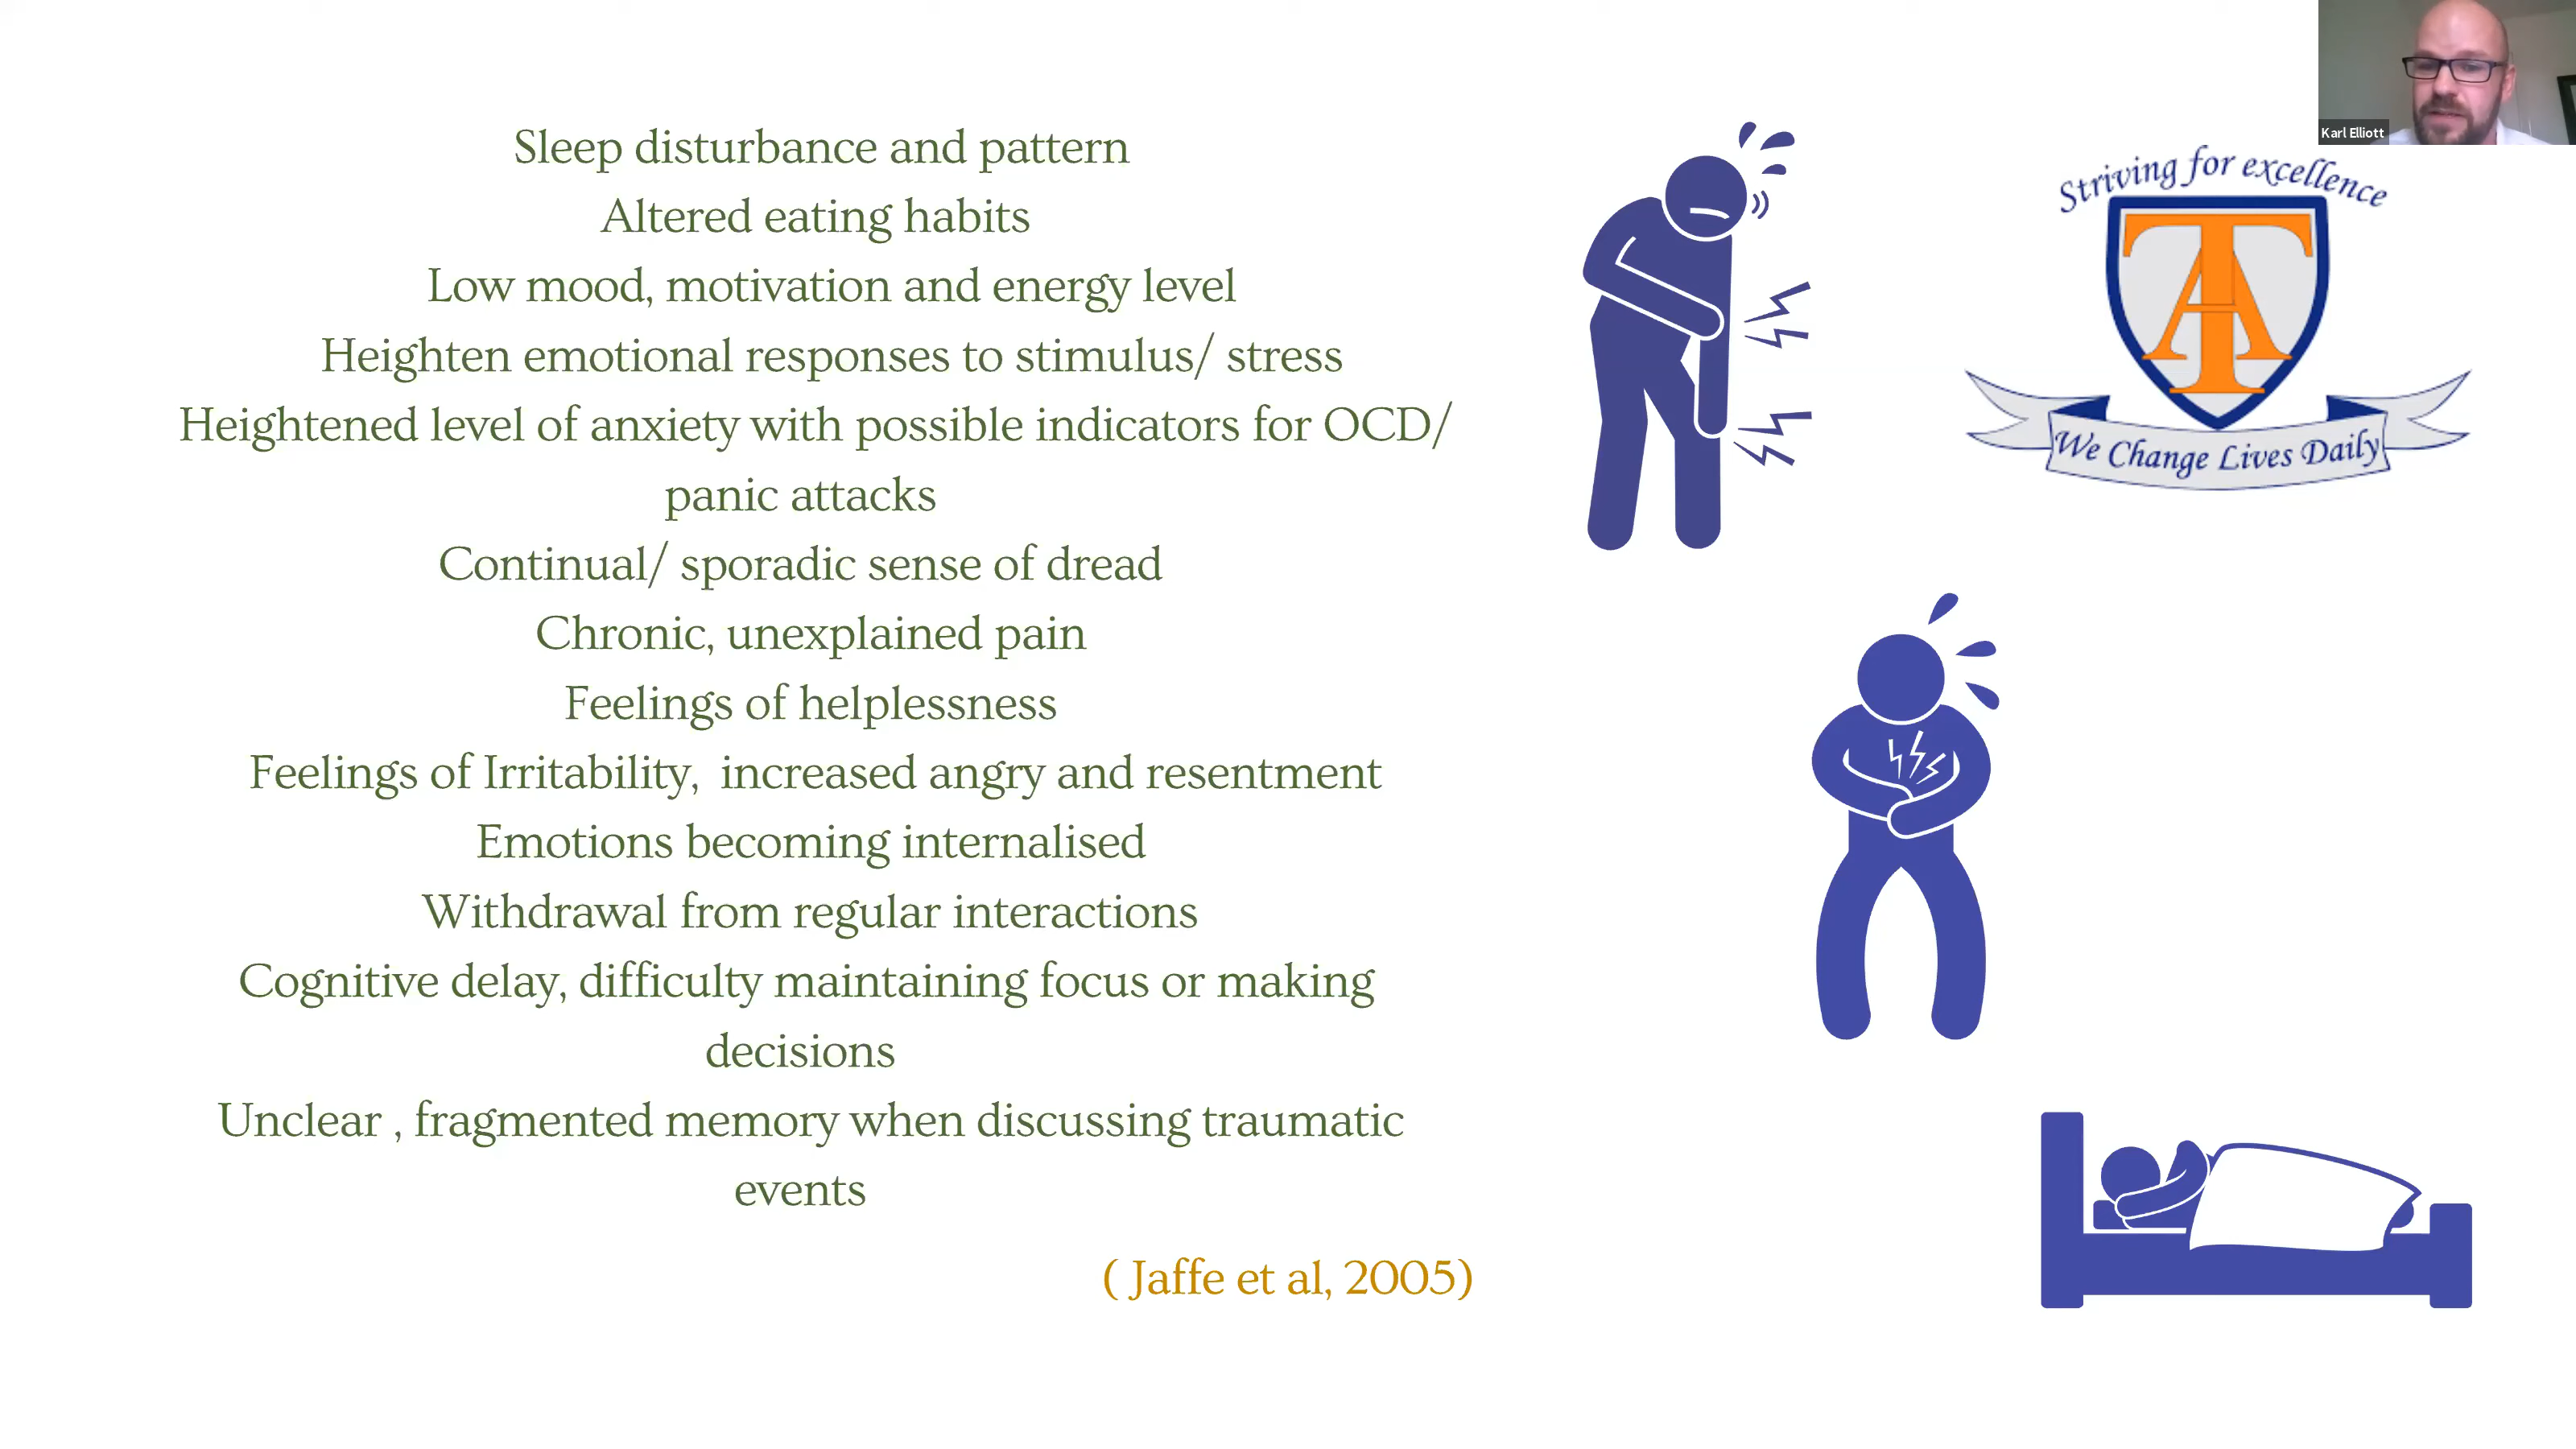 Sleep disturbance and pattern
Altered eating habits
Low mood, motivation and energy level
Heighten emotional responses to stimulus/ stress
Heightened level of anxiety with possible indicators for OCD/
panic attacks
Continual/ sporadic sense of dread
Chronic, unexplained pain
Feelings of helplessness
Feelings of Irritability,  increased angry and resentment
Emotions becoming internalised
Withdrawal from regular interactions
Cognitive delay, difficulty maintaining focus or making
decisions
Unclear , fragmented memory when discussing traumatic
events
( Jaffe et al, 2005)
Karl Elliott
Striving for excellence
TA
We Change Lives Daily